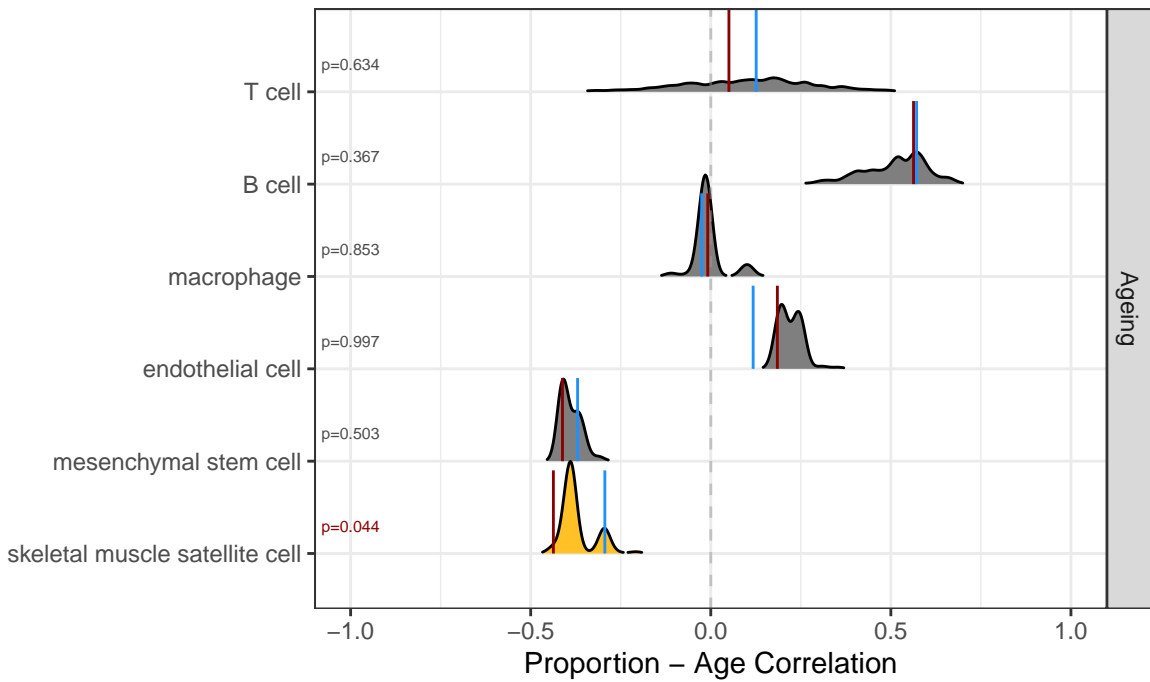 p=0.634
T cell
p=0.367
B cell
p=0.853
macrophage
p=0.997
endothelial cell
p=0.503
mesenchymal stem cell
p=0.044
skeletal muscle satellite cell
Ageing
−1.0 −0.5 0.0 0.5 1.0
Proportion − Age Correlation